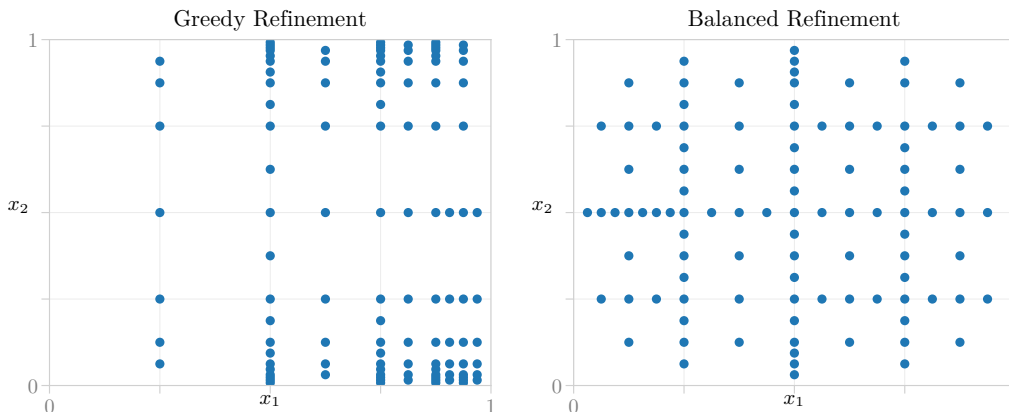 Greedy Refinement
1
x₂
0
0
x₁
1
Balanced Refinement
1
x₂
0
0
x₁